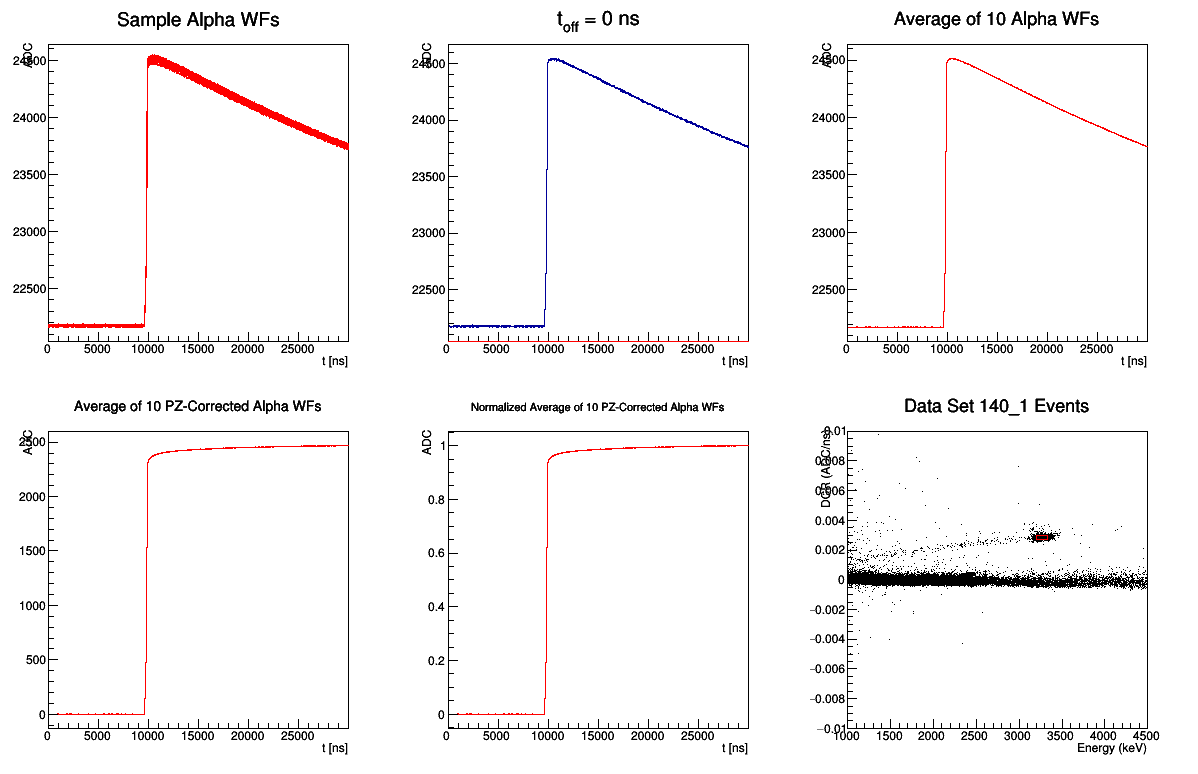 Sample Alpha WFs
ADC
24500
24000
23500
23000
22500
0 5000 10000 15000 20000 25000
t [ns]
t_off = 0 ns
ADC
24500
24000
23500
23000
22500
0 5000 10000 15000 20000 25000
t [ns]
Average of 10 Alpha WFs
ADC
24500
24000
23500
23000
22500
0 5000 10000 15000 20000 25000
t [ns]
Average of 10 PZ-Corrected Alpha WFs
ADC
2500
2000
1500
1000
500
0
0 5000 10000 15000 20000 25000
t [ns]
Normalized Average of 10 PZ-Corrected Alpha WFs
ADC
1
0.8
0.6
0.4
0.2
0
0 5000 10000 15000 20000 25000
t [ns]
Data Set 140_1 Events
DCR (ADC/ns)
0.01
0.008
0.006
0.004
0.002
0
−0.002
−0.004
−0.006
−0.008
−0.01
1000 1500 2000 2500 3000 3500 4000 4500
Energy (keV)